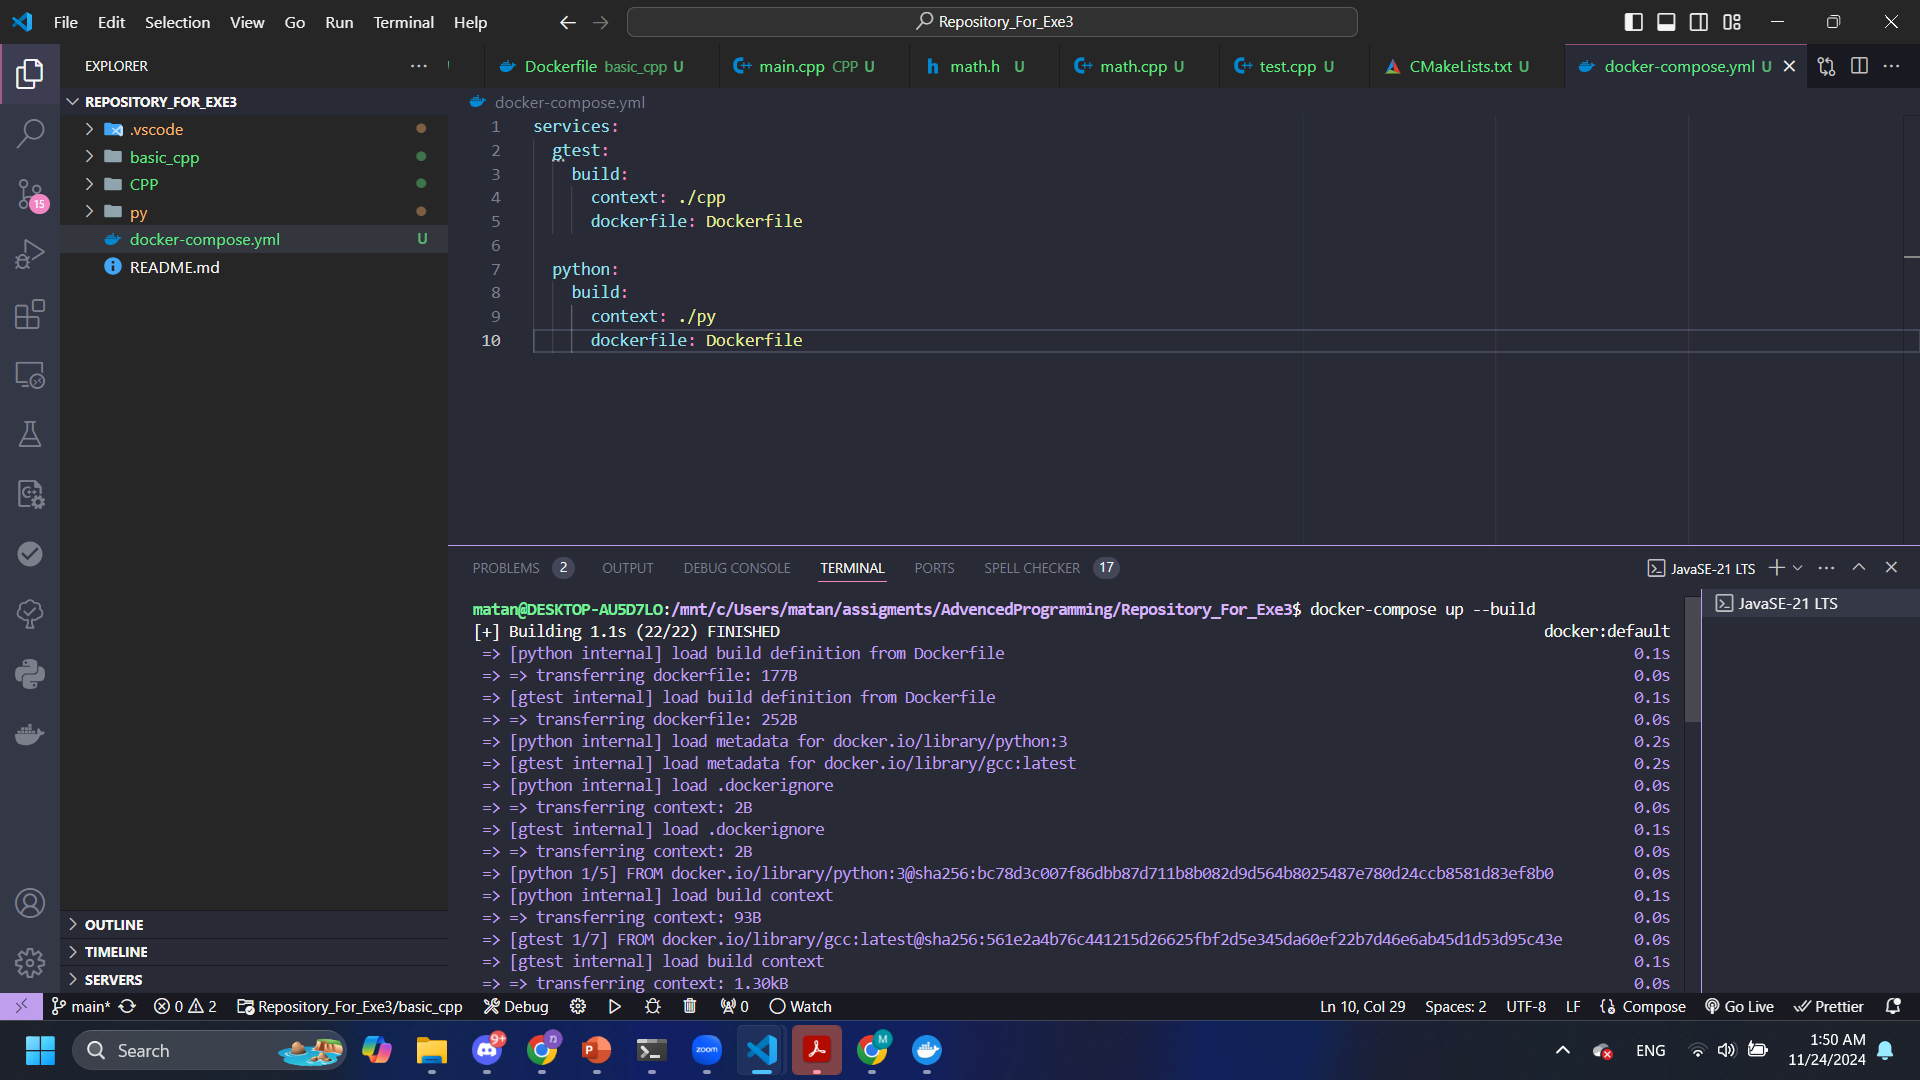 File Edit Selection View Go Run Terminal Help
Repository_For_Exe3
EXPLORER
Dockerfile basic_cpp U
main.cpp CPP U
math.h U
math.cpp U
test.cpp U
CMakeLists.txt U
docker-compose.yml U
REPOSITORY_FOR_EXE3
.vscode
basic_cpp
CPP
py
docker-compose.yml U
README.md
15
docker-compose.yml
1 services:
2 gtest:
3 build:
4 context: ./cpp
5 dockerfile: Dockerfile
6
7 python:
8 build:
9 context: ./py
10 dockerfile: Dockerfile
PROBLEMS 2 OUTPUT DEBUG CONSOLE TERMINAL PORTS SPELL CHECKER 17
JavaSE-21 LTS
JavaSE-21 LTS
matan@DESKTOP-AU5D7LO:/mnt/c/Users/matan/assigments/AdvencedProgramming/Repository_For_Exe3$ docker-compose up --build
[+] Building 1.1s (22/22) FINISHED docker:default
=> [python internal] load build definition from Dockerfile 0.1s
=> => transferring dockerfile: 177B 0.0s
=> [gtest internal] load build definition from Dockerfile 0.1s
=> => transferring dockerfile: 252B 0.0s
=> [python internal] load metadata for docker.io/library/python:3 0.2s
=> [gtest internal] load metadata for docker.io/library/gcc:latest 0.2s
=> [python internal] load .dockerignore 0.0s
=> => transferring context: 2B 0.0s
=> [gtest internal] load .dockerignore 0.1s
=> => transferring context: 2B 0.0s
=> [python 1/5] FROM docker.io/library/python:3@sha256:bc78d3c007f86dbb87d711b8b082d9d564b8025487e780d24ccb8581d83ef8b0 0.0s
=> [python internal] load build context 0.1s
=> => transferring context: 93B 0.0s
=> [gtest 1/7] FROM docker.io/library/gcc:latest@sha256:561e2a4b76c441215d26625fbf2d5e345da60ef22b7d46e6ab45d1d53d95c43e 0.0s
=> [gtest internal] load build context 0.1s
=> => transferring context: 1.30kB 0.0s
OUTLINE
TIMELINE
SERVERS
main* 0 2 Repository_For_Exe3/basic_cpp Debug 0 Watch
Ln 10, Col 29 Spaces: 2 UTF-8 LF Compose Go Live Prettier
Search
9+
n
zoom
M
ENG
1:50 AM
11/24/2024